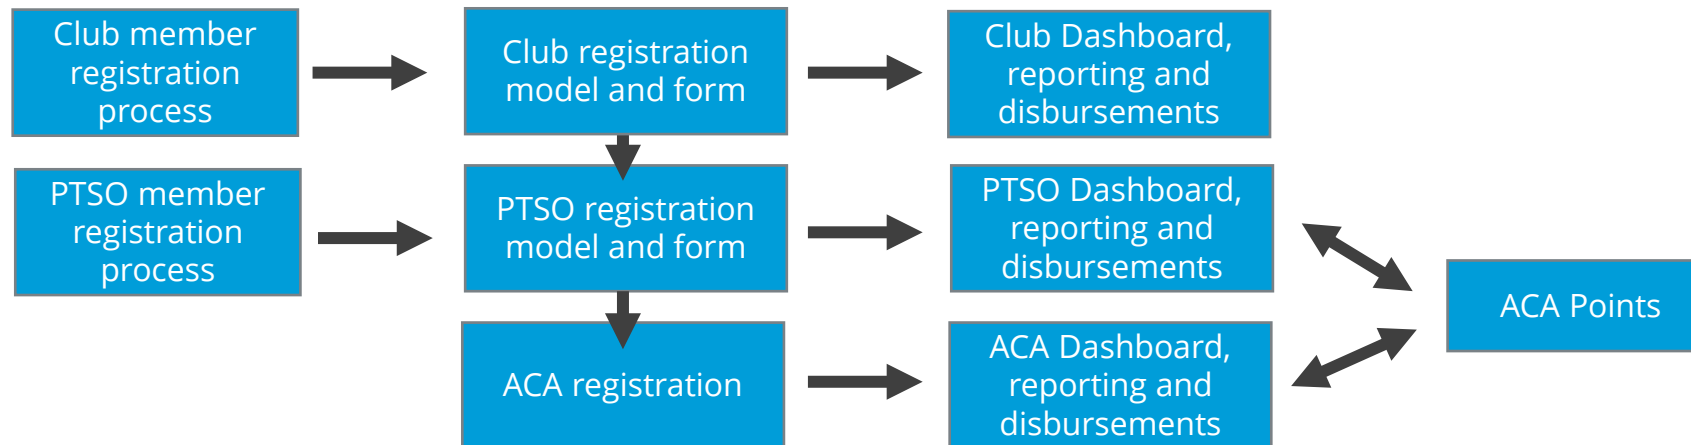 Club member
registration
process
Club registration
model and form
Club Dashboard,
reporting and
disbursements
PTSO member
registration
process
PTSO registration
model and form
PTSO Dashboard,
reporting and
disbursements
ACA registration
ACA Dashboard,
reporting and
disbursements
ACA Points